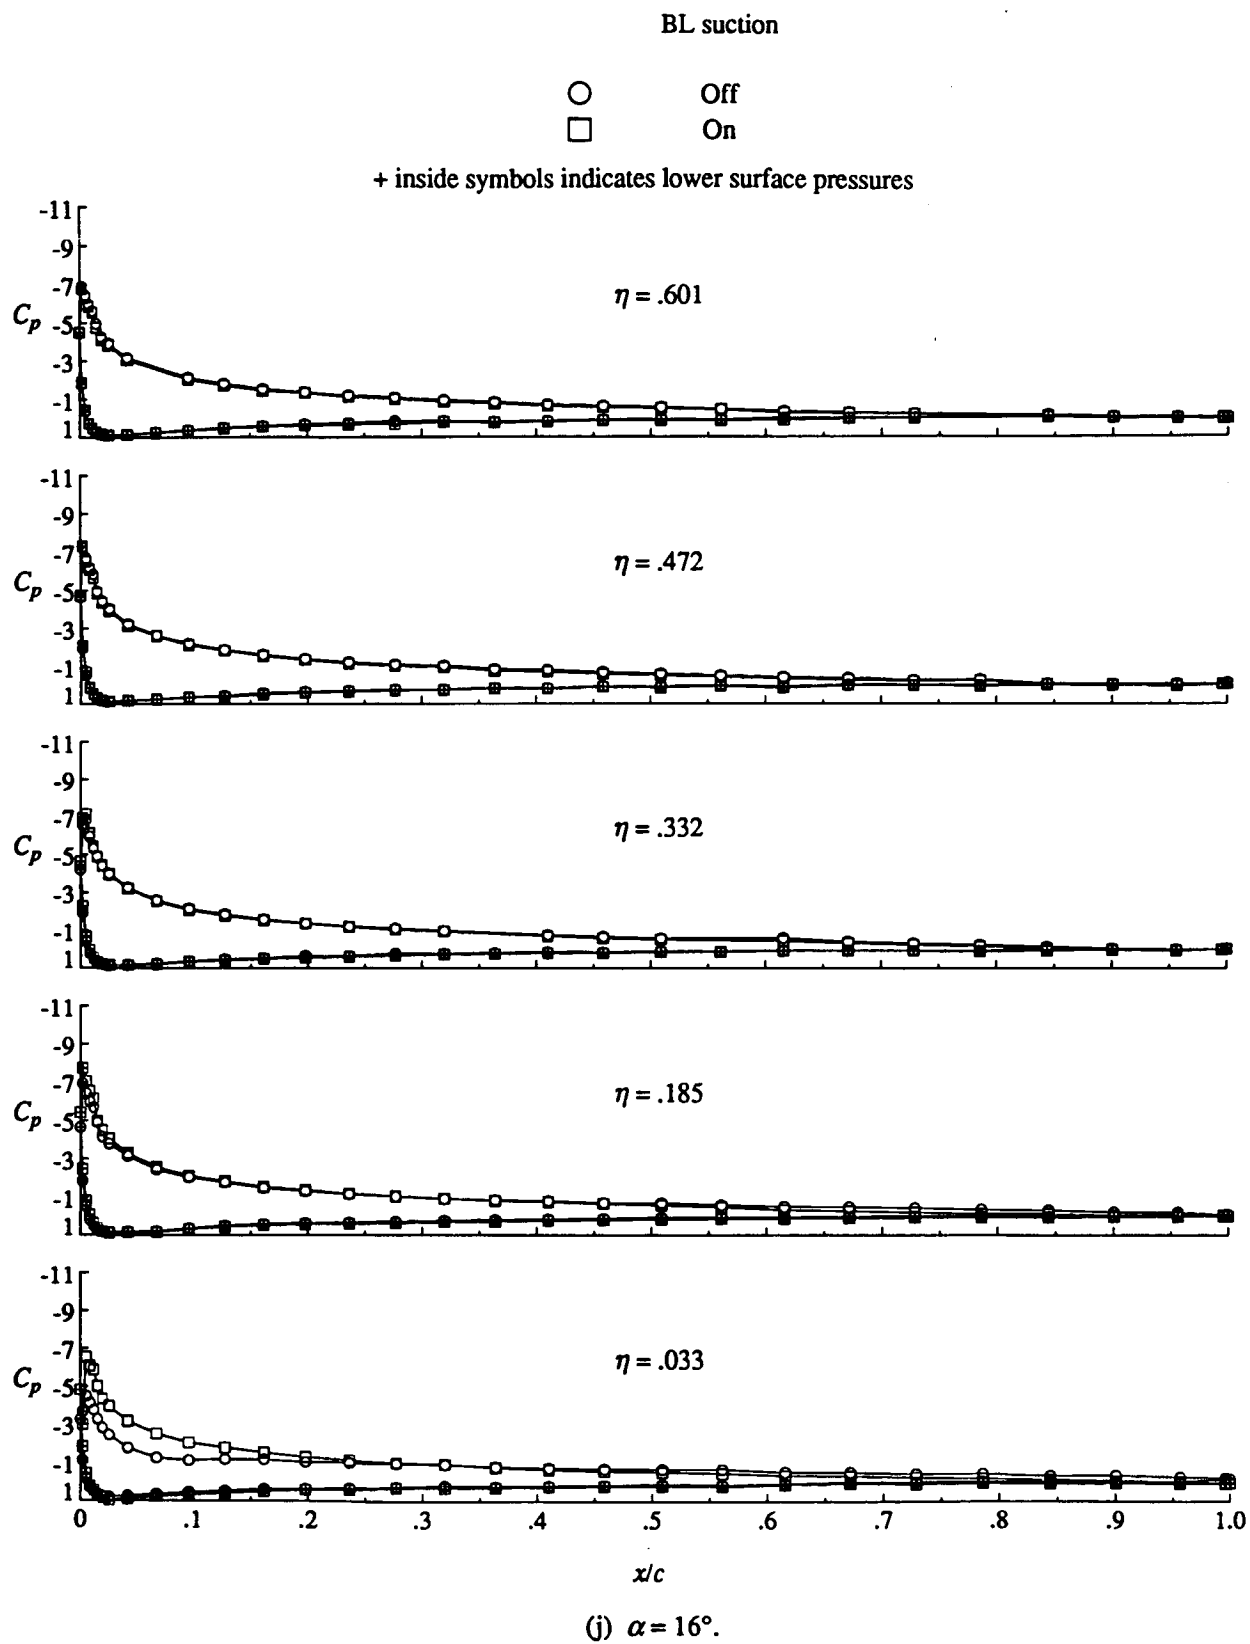 BL suction
○ Off
□ On
+ inside symbols indicates lower surface pressures
-11
-9
-7
-5
-3
-1
1
Cp
η = .601
-11
-9
-7
-5
-3
-1
1
Cp
η = .472
-11
-9
-7
-5
-3
-1
1
Cp
η = .332
-11
-9
-7
-5
-3
-1
1
Cp
η = .185
-11
-9
-7
-5
-3
-1
1
Cp
η = .033
0 .1 .2 .3 .4 .5 .6 .7 .8 .9 1.0
x/c
(j) α = 16°.